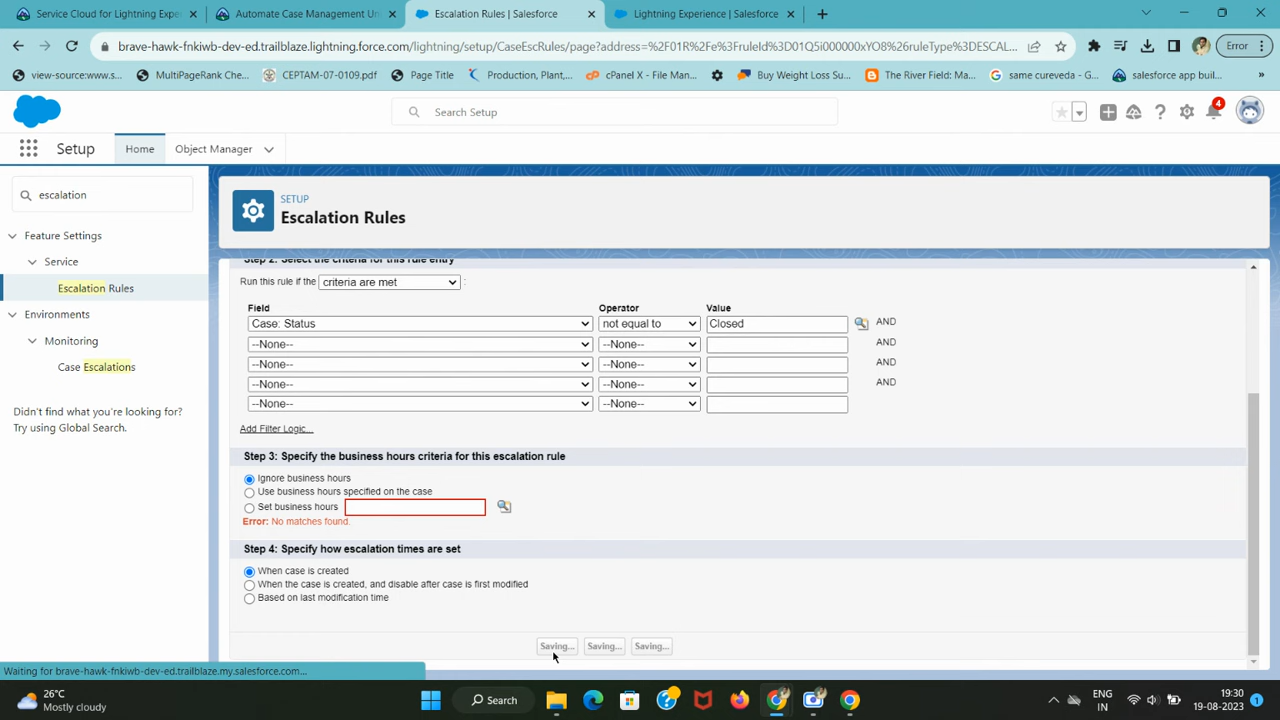 Service Cloud for Lightning Expe
Automate Case Management Un
Escalation Rules | Salesforce
Lightning Experience | Salesforce
brave-hawk-fnkiwb-dev-ed.trailblaze.lightning.force.com/lightning/setup/CaseEscRules/page?address=%2F01R%2Fe%3FruleId%3D01Q5i000000xYO8%26ruleType%3DESCAL...
Error
view-source:www.s...
MultiPageRank Che...
CEPTAM-07-0109.pdf
Page Title
Production, Plant,...
cPanel X - File Man...
Buy Weight Loss Su...
The River Field: Ma...
same cureveda - G...
salesforce app buil...
Search Setup
4
Setup
Home
Object Manager
escalation
SETUP
Escalation Rules
Feature Settings
Service
Escalation Rules
Environments
Monitoring
Case Escalations
Didn't find what you're looking for?
Try using Global Search.
Step 2: Select the criteria for this rule entry
Run this rule if the criteria are met :
Field Operator Value
Case: Status not equal to Closed AND
--None-- --None-- AND
--None-- --None-- AND
--None-- --None-- AND
--None-- --None--
Add Filter Logic...
Step 3: Specify the business hours criteria for this escalation rule
Ignore business hours
Use business hours specified on the case
Set business hours
Error: No matches found.
Step 4: Specify how escalation times are set
When case is created
When the case is created, and disable after case is first modified
Based on last modification time
Saving... Saving... Saving...
Waiting for brave-hawk-fnkiwb-dev-ed.trailblaze.my.salesforce.com...
26°C
Mostly cloudy
Search
ENG
IN
19:30
19-08-2023
1